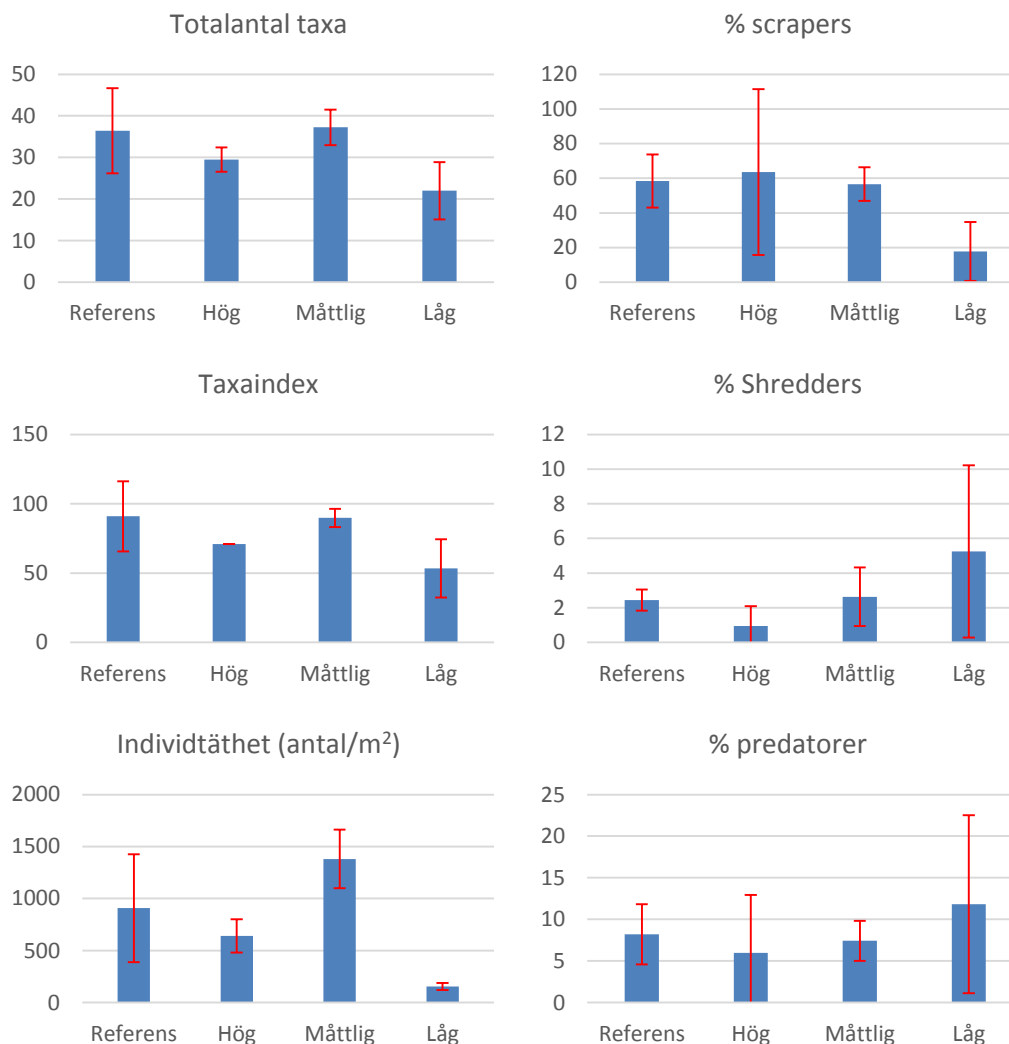 Totalantal taxa
50
40
30
20
10
0
Referens Hög Måttlig Låg
% scrapers
120
100
80
60
40
20
0
Referens Hög Måttlig Låg
Taxaindex
150
100
50
0
Referens Hög Måttlig Låg
% Shredders
12
10
8
6
4
2
0
Referens Hög Måttlig Låg
Individtäthet (antal/m²)
2000
1500
1000
500
0
Referens Hög Måttlig Låg
% predatorer
25
20
15
10
5
0
Referens Hög Måttlig Låg